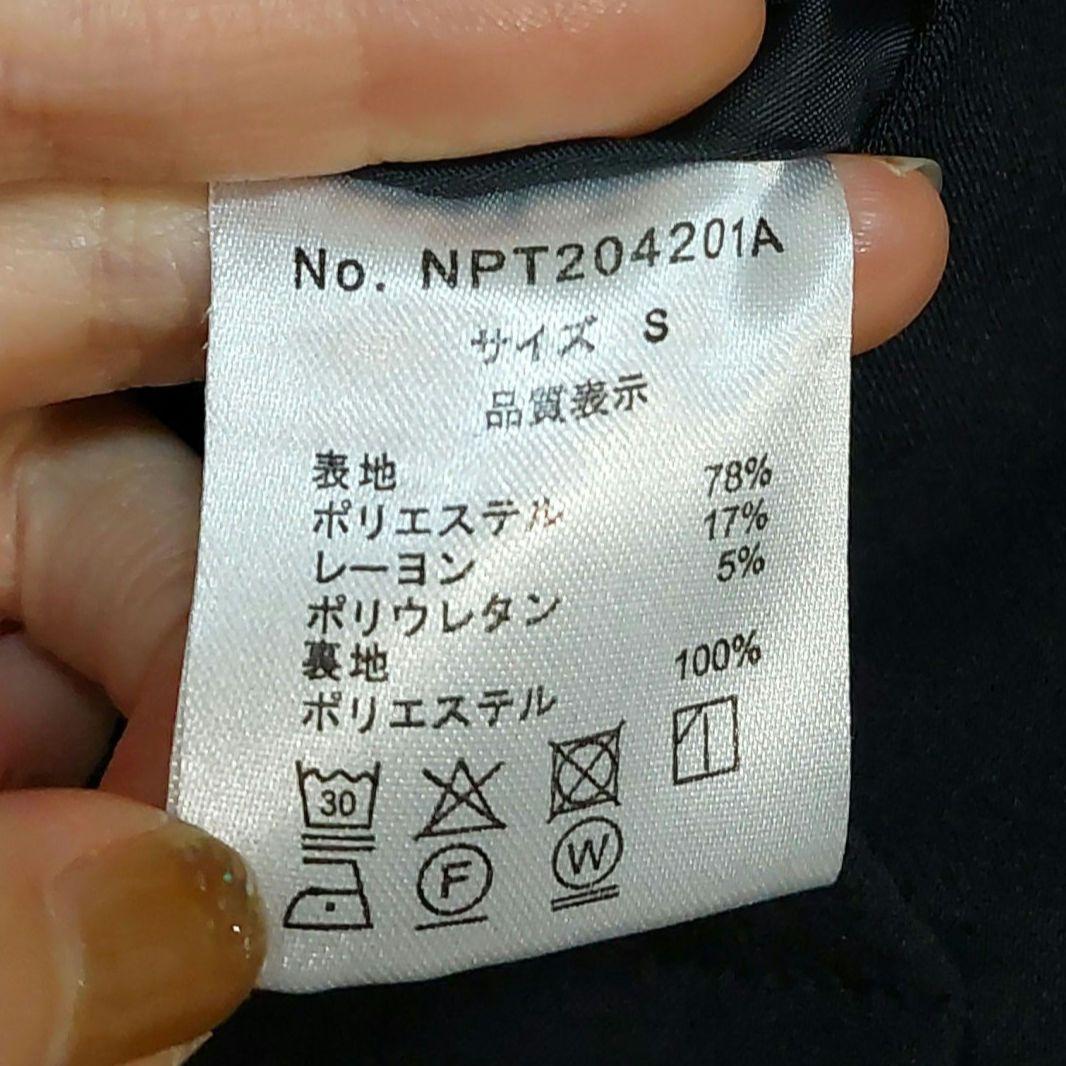 No. NPT204201A
サイズ S
品質表示
表地 78%
ポリエステル 17%
レーヨン 5%
ポリウレタン
裏地 100%
ポリエステル
30
F W